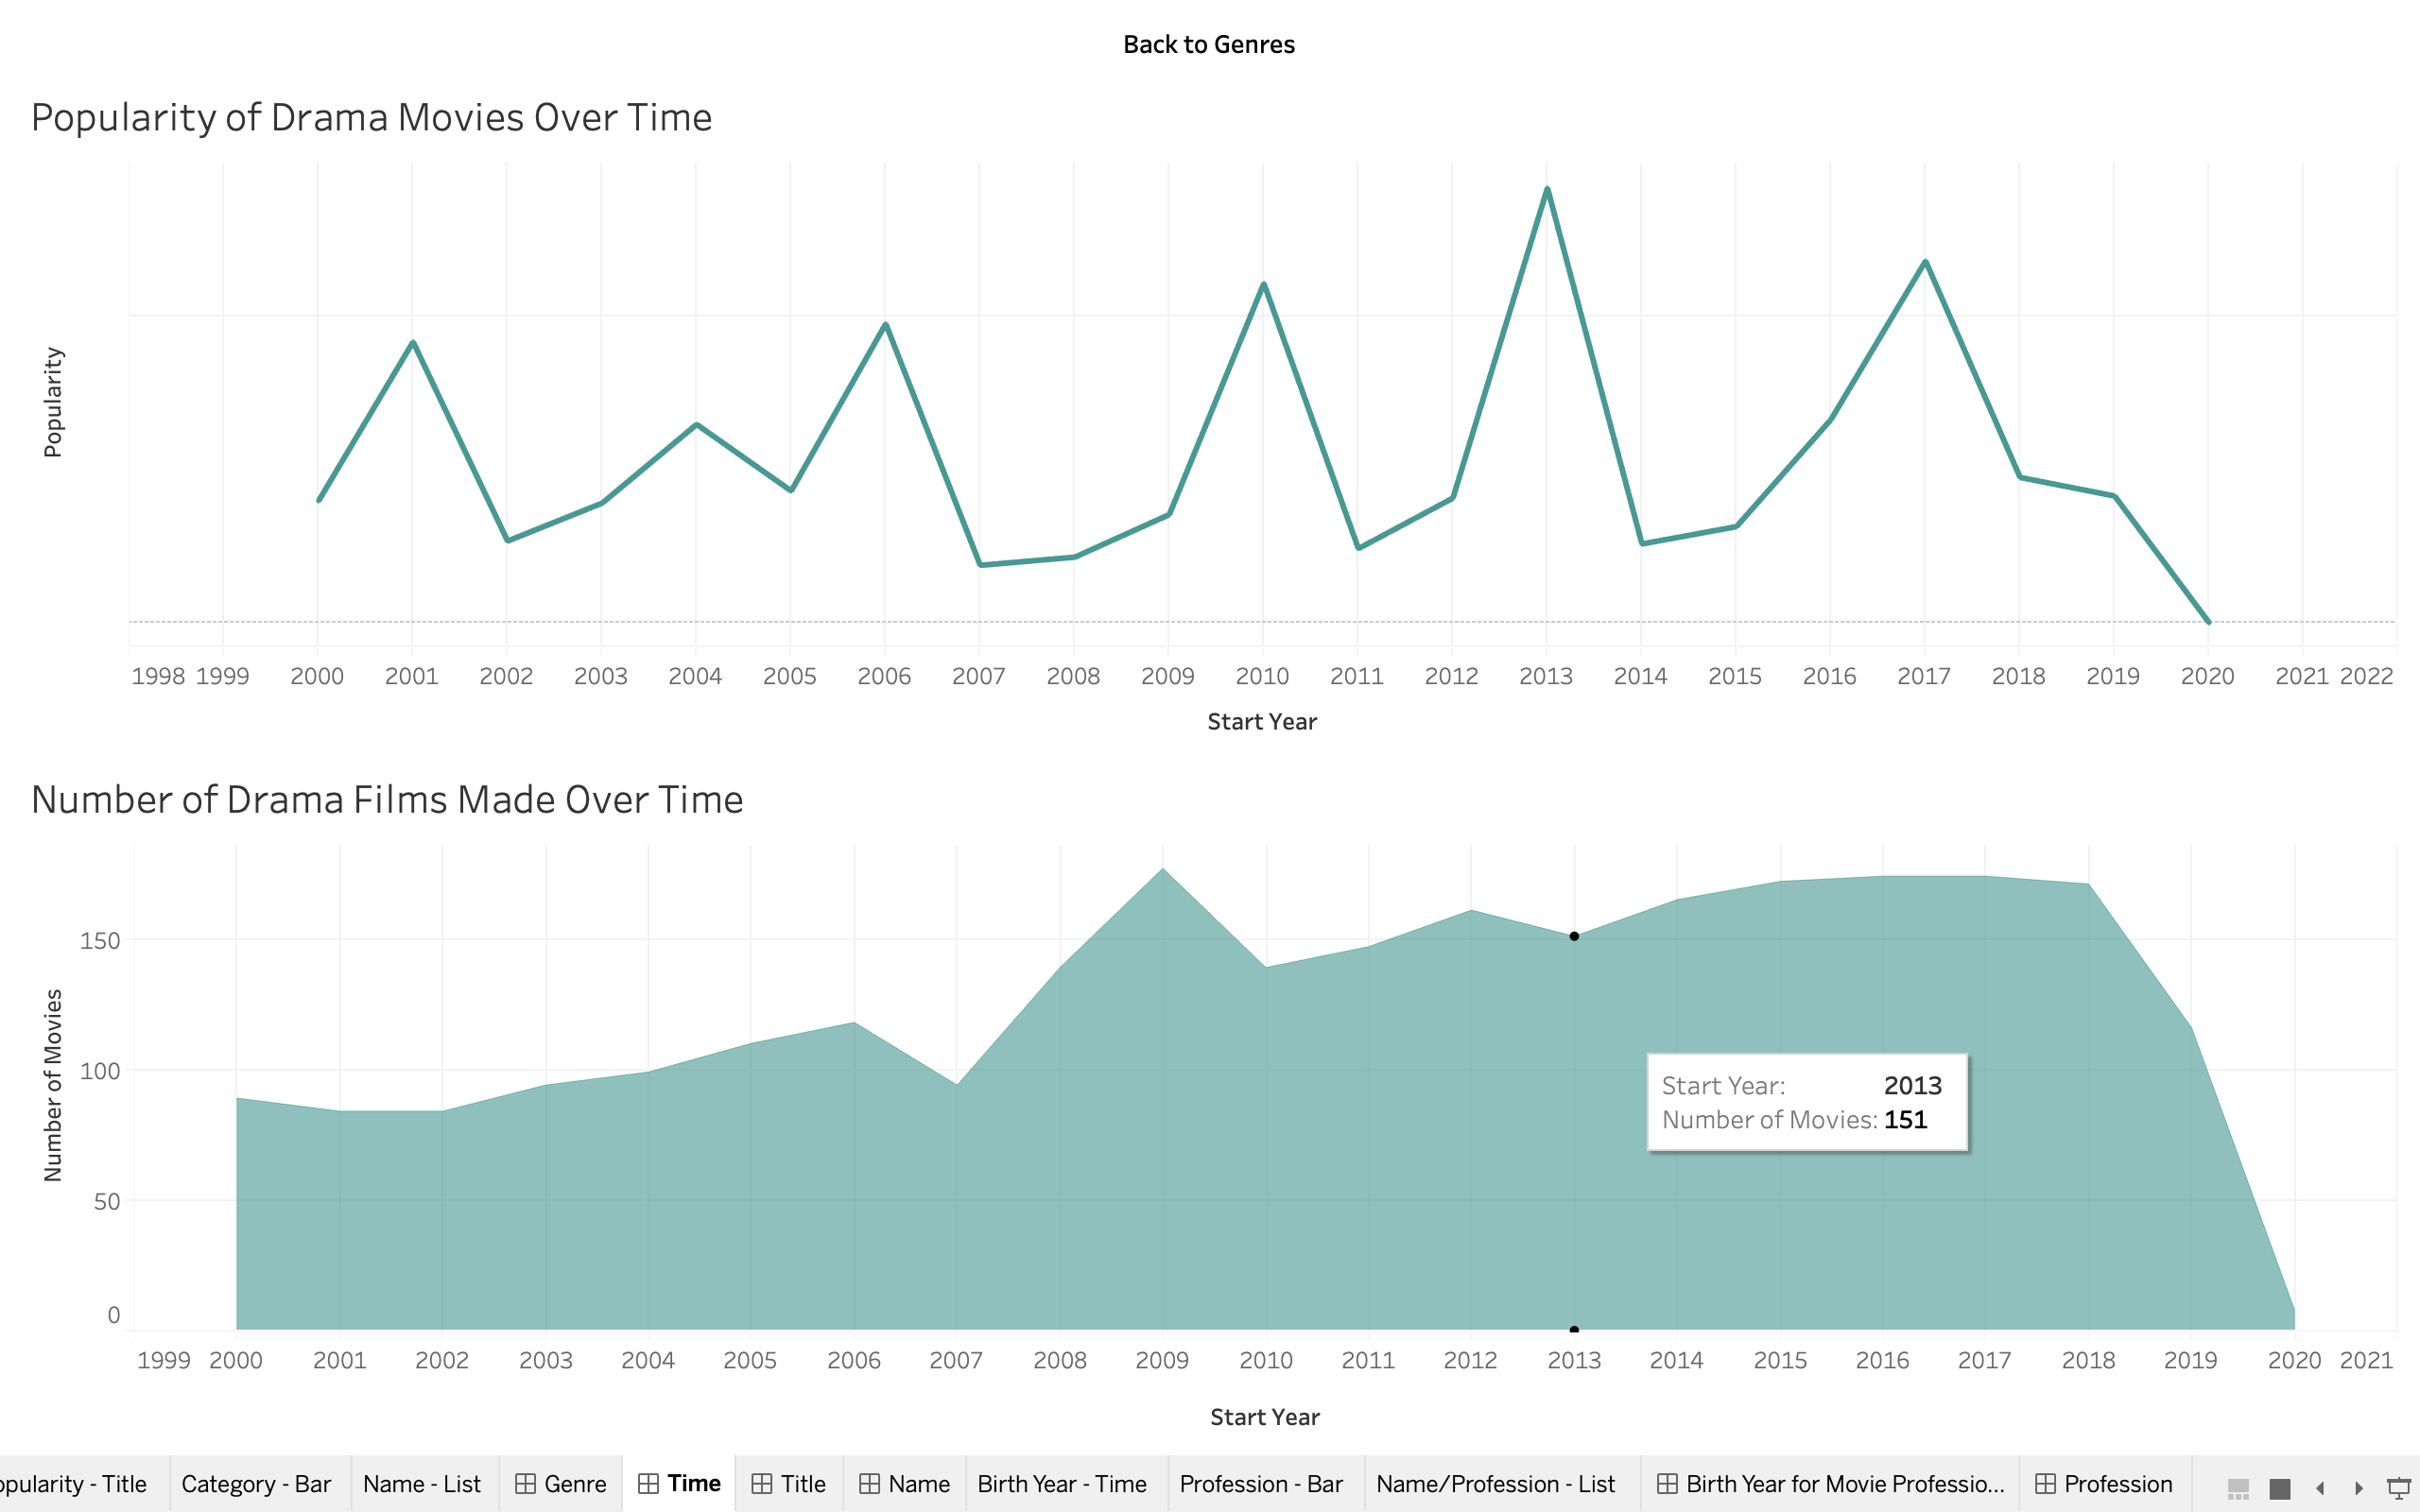 Back to Genres
Popularity of Drama Movies Over Time
Popularity
1998 1999 2000 2001 2002 2003 2004 2005 2006 2007 2008 2009 2010 2011 2012 2013 2014 2015 2016 2017 2018 2019 2020 2021 2022
Start Year
Number of Drama Films Made Over Time
Number of Movies
150
100
50
0
Start Year: 2013
Number of Movies: 151
1999 2000 2001 2002 2003 2004 2005 2006 2007 2008 2009 2010 2011 2012 2013 2014 2015 2016 2017 2018 2019 2020 2021
Start Year
opularity - Title Category - Bar Name - List Genre Time Title Name Birth Year - Time Profession - Bar Name/Profession - List Birth Year for Movie Professio... Profession